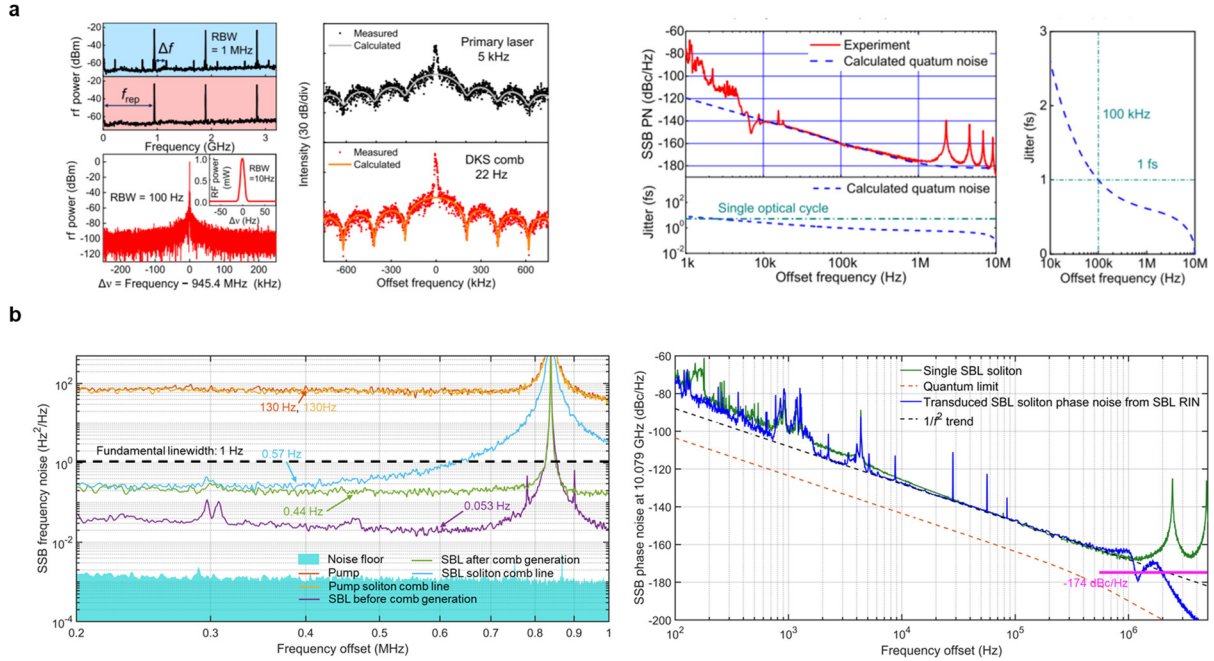 a
rf power (dBm)
-20
-40
-60
Δf
RBW
= 1 MHz
-20
-40
-60
f rep
0
1
2
3
Frequency (GHz)
rf power (dBm)
0
-30
-60
-90
-120
RBW = 100 Hz
RF power
(mW)
1.0
0.5
0.0
RBW
=10Hz
-50
0
50
Δν (Hz)
-200
0
200
Δν = Frequency − 945.4 MHz (kHz)
Intensity (30 dB/div)
Measured
Calculated
Primary laser
5 kHz
Measured
Calculated
DKS comb
22 Hz
-600
-300
0
300
600
Offset frequency (kHz)
SSB PN (dBc/Hz)
-60
-80
-100
-120
-140
-160
-180
Experiment
Calculated quatum noise
Jitter (fs)
10²
10⁰
10⁻²
Calculated quatum noise
Single optical cycle
1k
10k
100k
1M
10M
Offset frequency (Hz)
Jitter (fs)
3
2
1
0
100 kHz
1 fs
10k
100k
1M
10M
Offset frequency (Hz)
b
SSB frequency noise (Hz²/Hz)
10²
10⁰
10⁻²
10⁻⁴
130 Hz, 130Hz
Fundamental linewidth: 1 Hz
0.57 Hz
0.44 Hz
0.053 Hz
Noise floor
Pump
Pump soliton comb line
SBL before comb generation
SBL after comb generation
SBL soliton comb line
0.2
0.3
0.4
0.5
0.6
0.7
0.8
0.9
1
Frequency offset (MHz)
SSB phase noise at 10.079 GHz (dBc/Hz)
-60
-80
-100
-120
-140
-160
-180
-200
Single SBL soliton
Quantum limit
Transduced SBL soliton phase noise from SBL RIN
1/f² trend
-174 dBc/Hz
10²
10³
10⁴
10⁵
10⁶
Frequency offset (Hz)